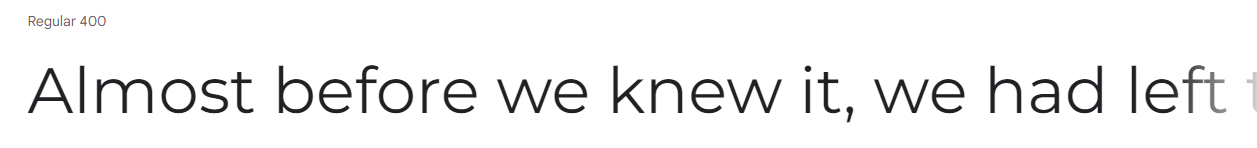 Regular 400
Almost before we knew it, we had left